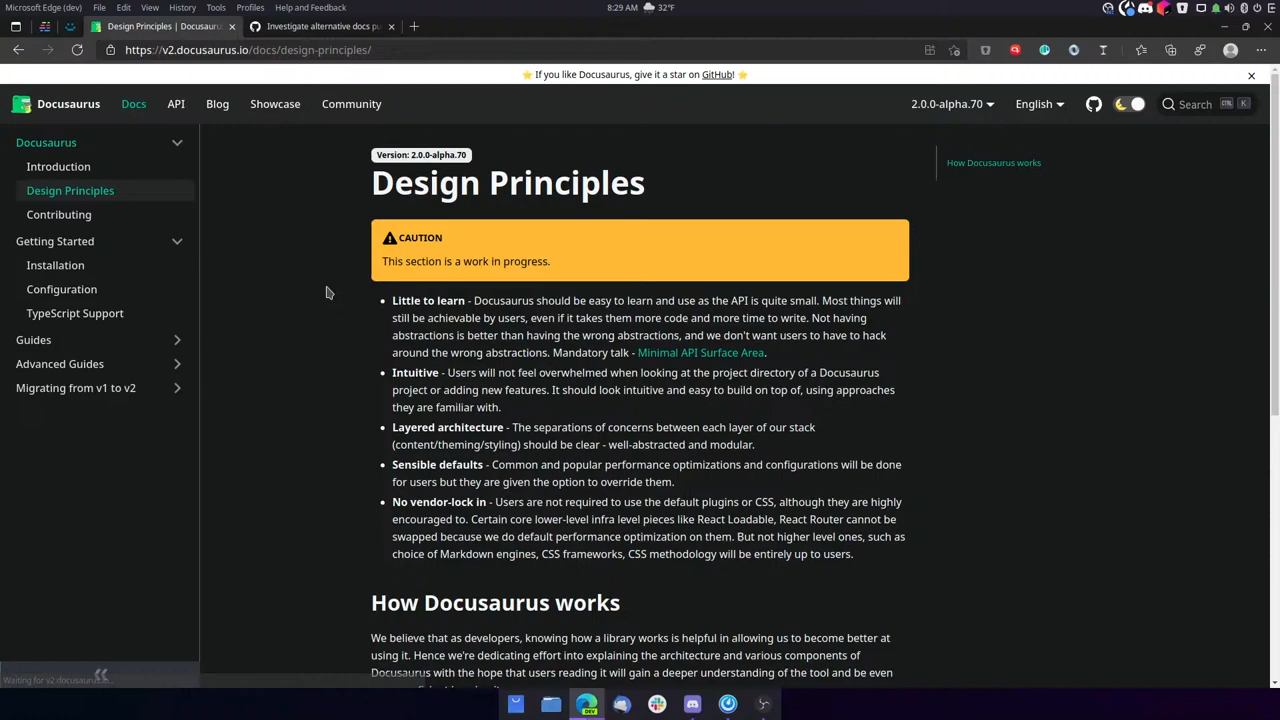 Microsoft Edge (dev) File Edit View History Tools Profiles Help and Feedback 8:29 AM 32°F
Design Principles | Docusauru Investigate alternative docs pu
https://v2.docusaurus.io/docs/design-principles/
⭐ If you like Docusaurus, give it a star on GitHub! ⭐
Docusaurus Docs API Blog Showcase Community 2.0.0-alpha.70 English Search CTRL K
Docusaurus
Introduction
Design Principles
Contributing
Getting Started
Installation
Configuration
TypeScript Support
Guides
Advanced Guides
Migrating from v1 to v2
Waiting for v2.docusaurus.io...
Version: 2.0.0-alpha.70
Design Principles
CAUTION
This section is a work in progress.
Little to learn - Docusaurus should be easy to learn and use as the API is quite small. Most things will
still be achievable by users, even if it takes them more code and more time to write. Not having
abstractions is better than having the wrong abstractions, and we don't want users to have to hack
around the wrong abstractions. Mandatory talk - Minimal API Surface Area.
Intuitive - Users will not feel overwhelmed when looking at the project directory of a Docusaurus
project or adding new features. It should look intuitive and easy to build on top of, using approaches
they are familiar with.
Layered architecture - The separations of concerns between each layer of our stack
(content/theming/styling) should be clear - well-abstracted and modular.
Sensible defaults - Common and popular performance optimizations and configurations will be done
for users but they are given the option to override them.
No vendor-lock in - Users are not required to use the default plugins or CSS, although they are highly
encouraged to. Certain core lower-level infra level pieces like React Loadable, React Router cannot be
swapped because we do default performance optimization on them. But not higher level ones, such as
choice of Markdown engines, CSS frameworks, CSS methodology will be entirely up to users.
How Docusaurus works
We believe that as developers, knowing how a library works is helpful in allowing us to become better at
using it. Hence we're dedicating effort into explaining the architecture and various components of
Docusaurus with the hope that users reading it will gain a deeper understanding of the tool and be even
How Docusaurus works
DEV